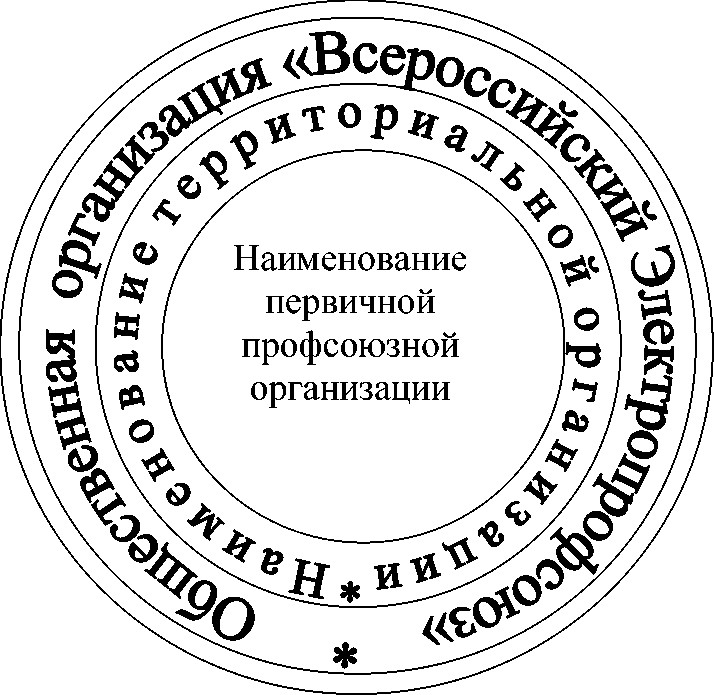 Общественная организация «Всероссийский Электропрофсоюз» *
Наименование территориальной организации *
Наименование
первичной
профсоюзной
организации